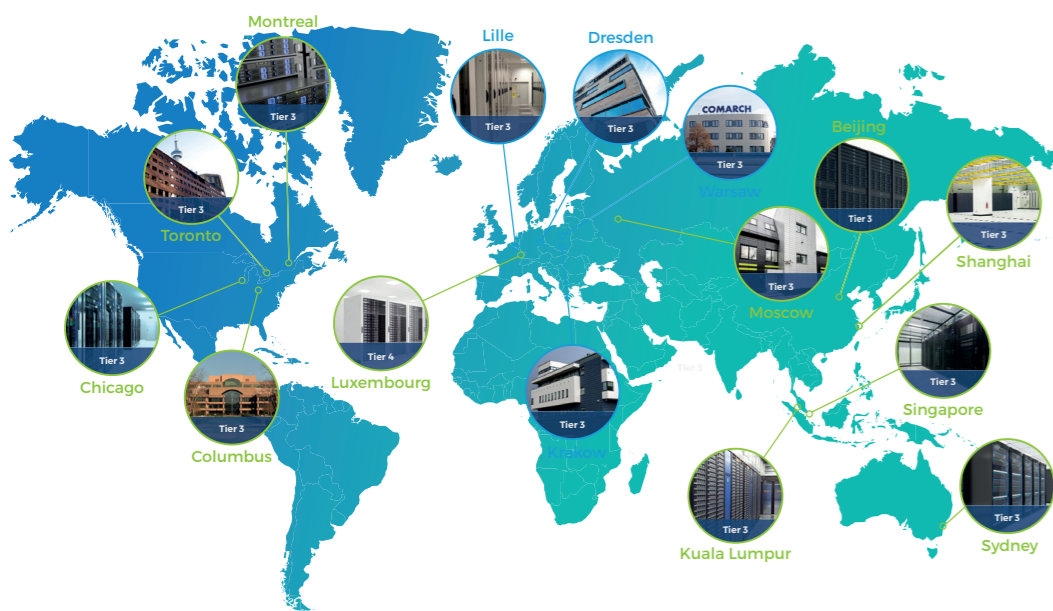 Montreal
Tier 3
Lille
Tier 3
Dresden
Tier 3
COMARCH
Tier 3
Warsaw
Beijing
Tier 3
Tier 3
Shanghai
Tier 3
Toronto
Tier 3
Moscow
Tier 3
Chicago
Tier 4
Luxembourg
Tier 3
Tier 3
Singapore
Tier 3
Columbus
Tier 3
Krakow
Tier 3
Kuala Lumpur
Tier 3
Sydney